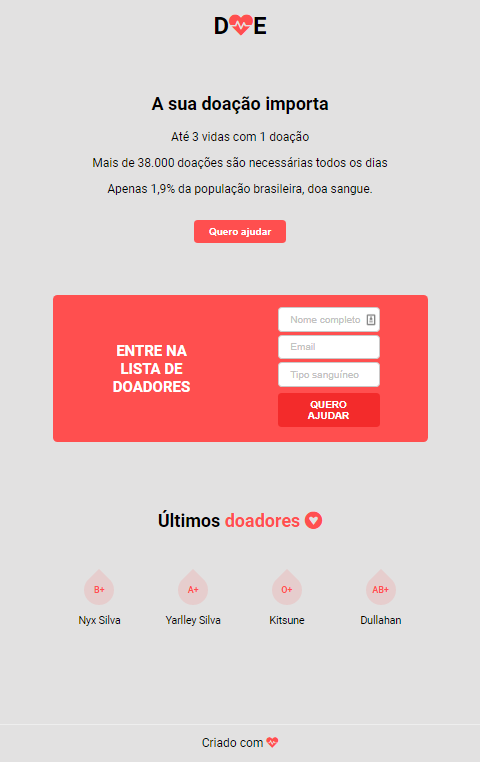 D❤E
A sua doação importa
Até 3 vidas com 1 doação
Mais de 38.000 doações são necessárias todos os dias
Apenas 1,9% da população brasileira, doa sangue.
Quero ajudar
ENTRE NA
LISTA DE
DOADORES
Nome completo
Email
Tipo sanguíneo
QUERO
AJUDAR
Últimos doadores
B+
A+
O+
AB+
Nyx Silva
Yarlley Silva
Kitsune
Dullahan
Criado com